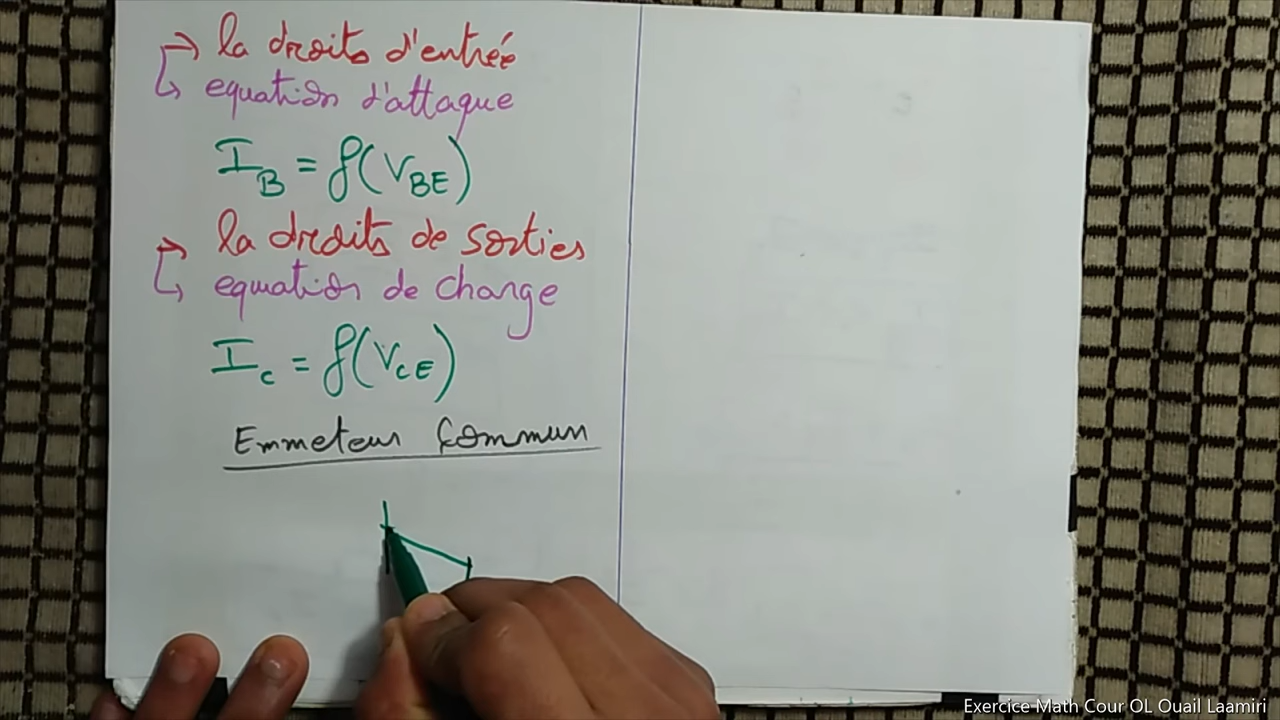 la droits d'entrée
equation d'attaque
I_B = f(V_BE)
la droits de sorties
equation de change
I_c = f(V_CE)
Emmeteur Commun
Exercice Math Cour OL Ouail Laamiri